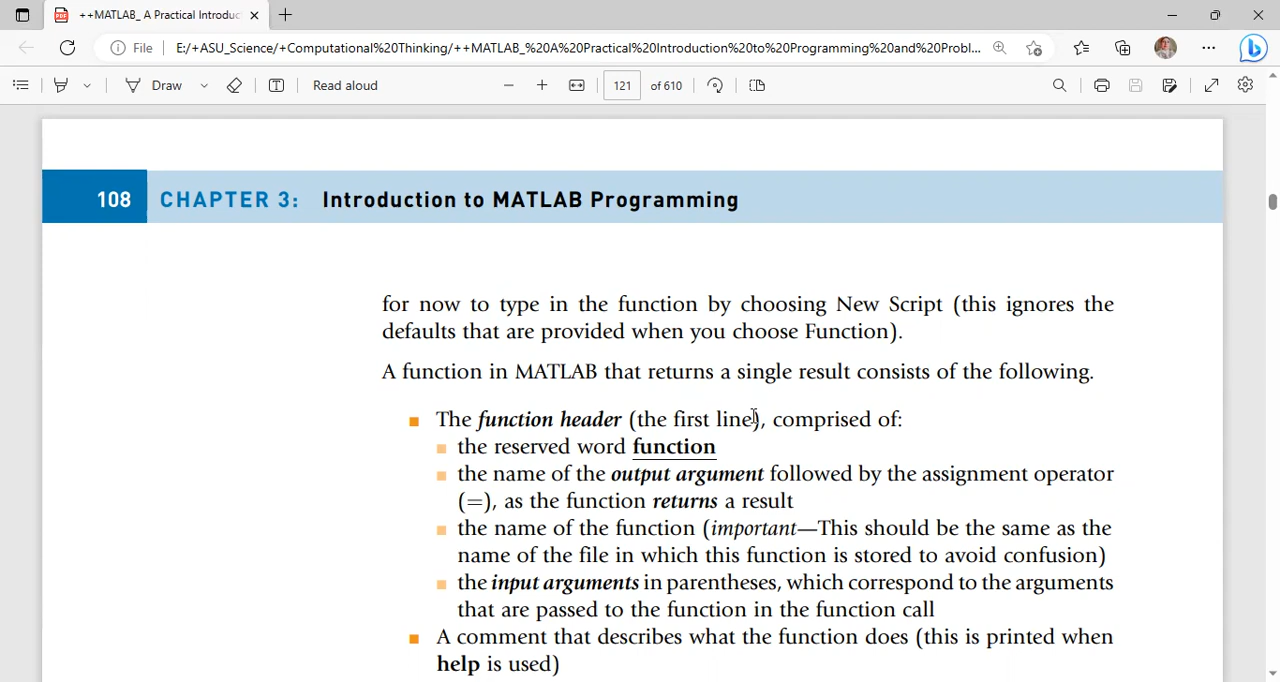 ++MATLAB_ A Practical Introduc
File
E:/+ASU_Science/+Computational%20Thinking/++MATLAB_%20A%20Practical%20Introduction%20to%20Programming%20and%20Probl...
Draw
Read aloud
121 of 610
108 CHAPTER 3: Introduction to MATLAB Programming
for now to type in the function by choosing New Script (this ignores the
defaults that are provided when you choose Function).
A function in MATLAB that returns a single result consists of the following.
The function header (the first line), comprised of:
the reserved word function
the name of the output argument followed by the assignment operator
(=), as the function returns a result
the name of the function (important—This should be the same as the
name of the file in which this function is stored to avoid confusion)
the input arguments in parentheses, which correspond to the arguments
that are passed to the function in the function call
A comment that describes what the function does (this is printed when
help is used)